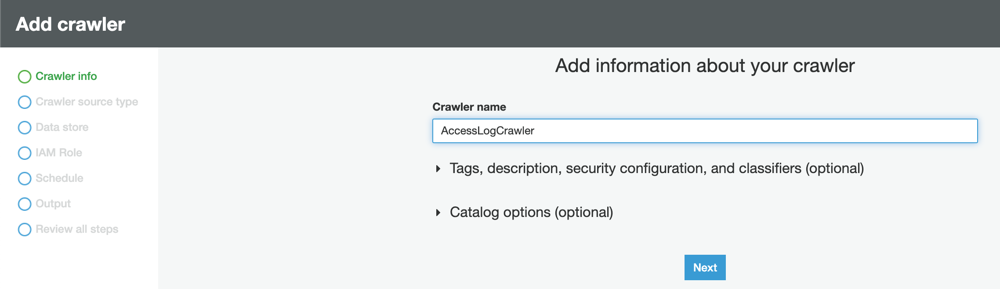 Add crawler
Crawler info
Crawler source type
Data store
IAM Role
Schedule
Output
Review all steps
Add information about your crawler
Crawler name
AccessLogCrawler
Tags, description, security configuration, and classifiers (optional)
Catalog options (optional)
Next